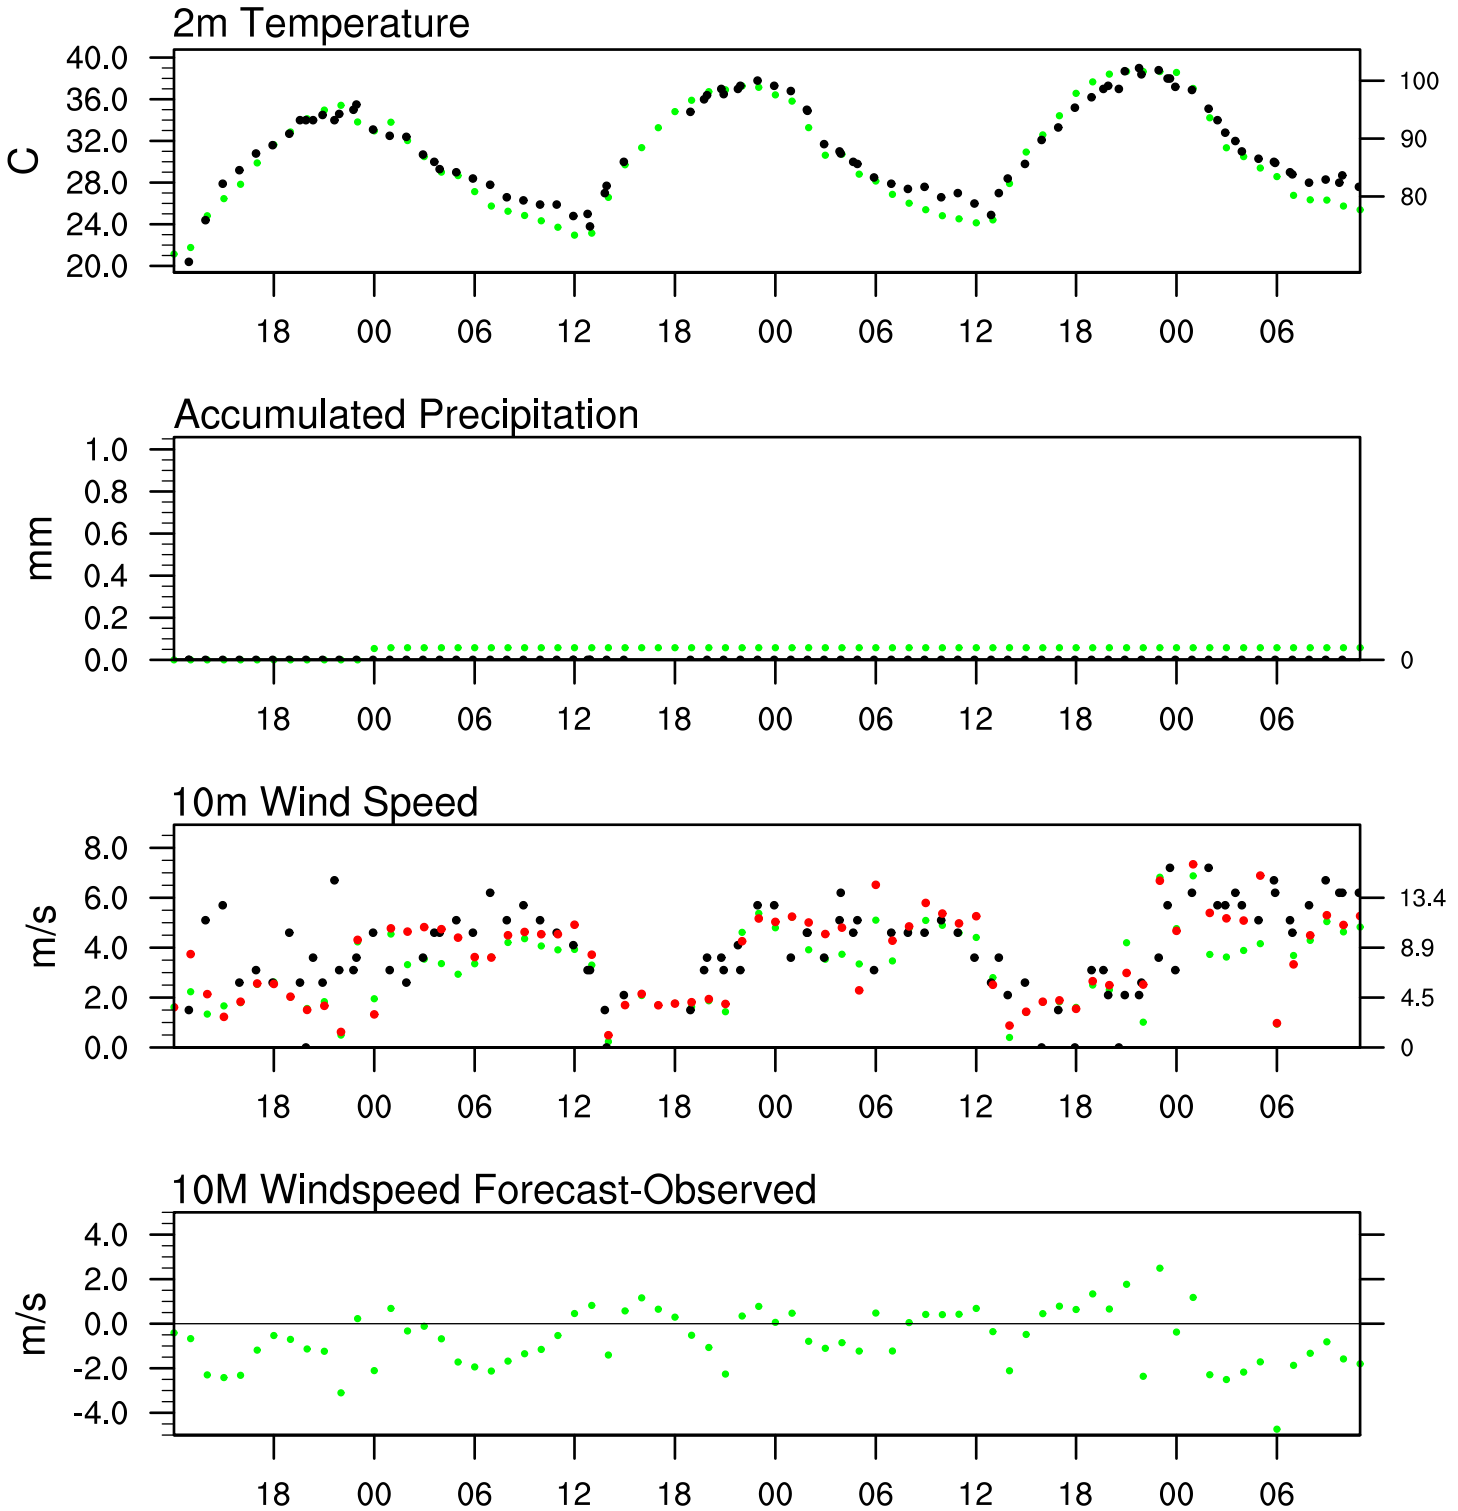 2m Temperature
40.0
36.0
32.0
28.0
24.0
20.0
C
100
90
80
18 00 06 12 18 00 06 12 18 00 06
Accumulated Precipitation
1.0
0.8
0.6
0.4
0.2
0.0
mm
0
18 00 06 12 18 00 06 12 18 00 06
10m Wind Speed
8.0
6.0
4.0
2.0
0.0
m/s
13.4
8.9
4.5
0
18 00 06 12 18 00 06 12 18 00 06
10M Windspeed Forecast-Observed
4.0
2.0
0.0
-2.0
-4.0
m/s
18 00 06 12 18 00 06 12 18 00 06